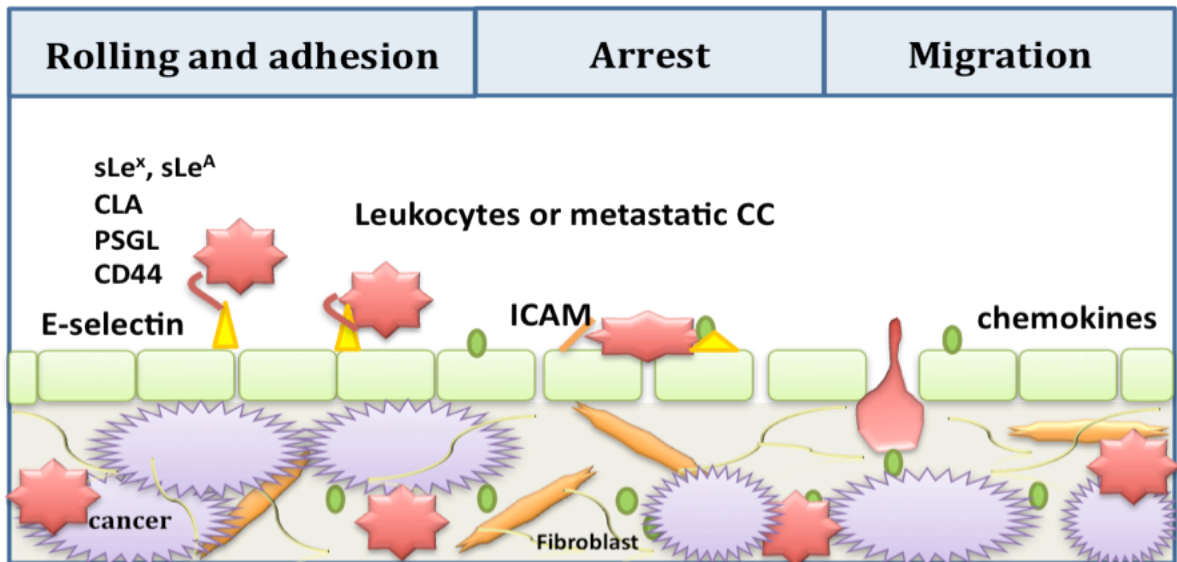 Rolling and adhesion
Arrest
Migration
sLeˣ, sLeᴬ
CLA
PSGL
CD44
E-selectin
Leukocytes or metastatic CC
ICAM
chemokines
cancer
Fibroblast